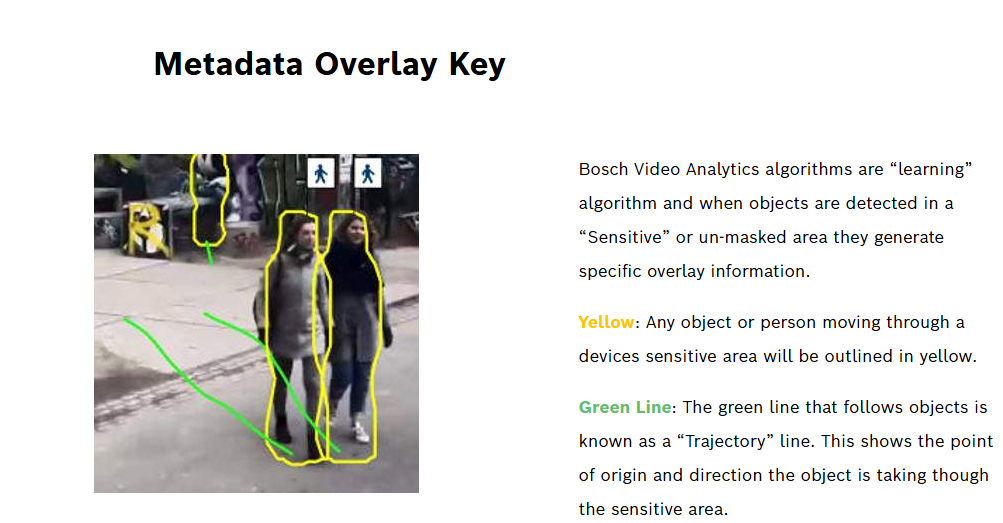 Metadata Overlay Key
Bosch Video Analytics algorithms are “learning”
algorithm and when objects are detected in a
“Sensitive” or un-masked area they generate
specific overlay information.
Yellow: Any object or person moving through a
devices sensitive area will be outlined in yellow.
Green Line: The green line that follows objects is
known as a “Trajectory” line. This shows the point
of origin and direction the object is taking though
the sensitive area.